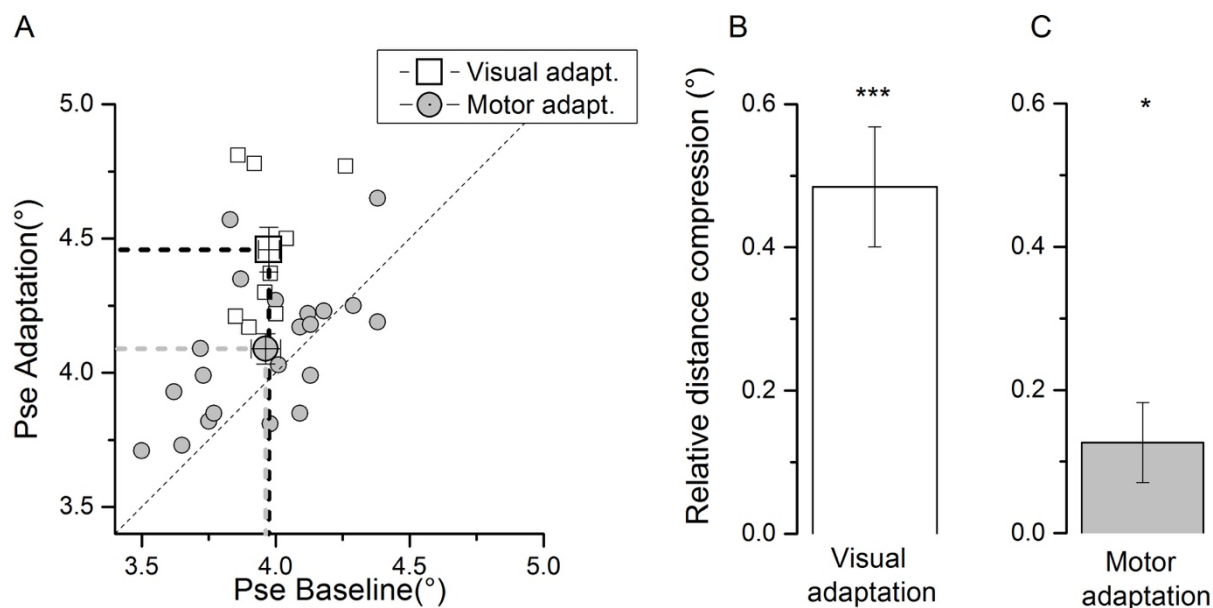 A
B
C
Visual adapt.
Motor adapt.
Pse Adaptation(°)
5.0
4.5
4.0
3.5
3.5
4.0
4.5
5.0
Pse Baseline(°)
Relative distance compression (°)
0.6
0.4
0.2
0.0
***
Visual
adaptation
0.6
0.4
0.2
0.0
*
Motor
adaptation